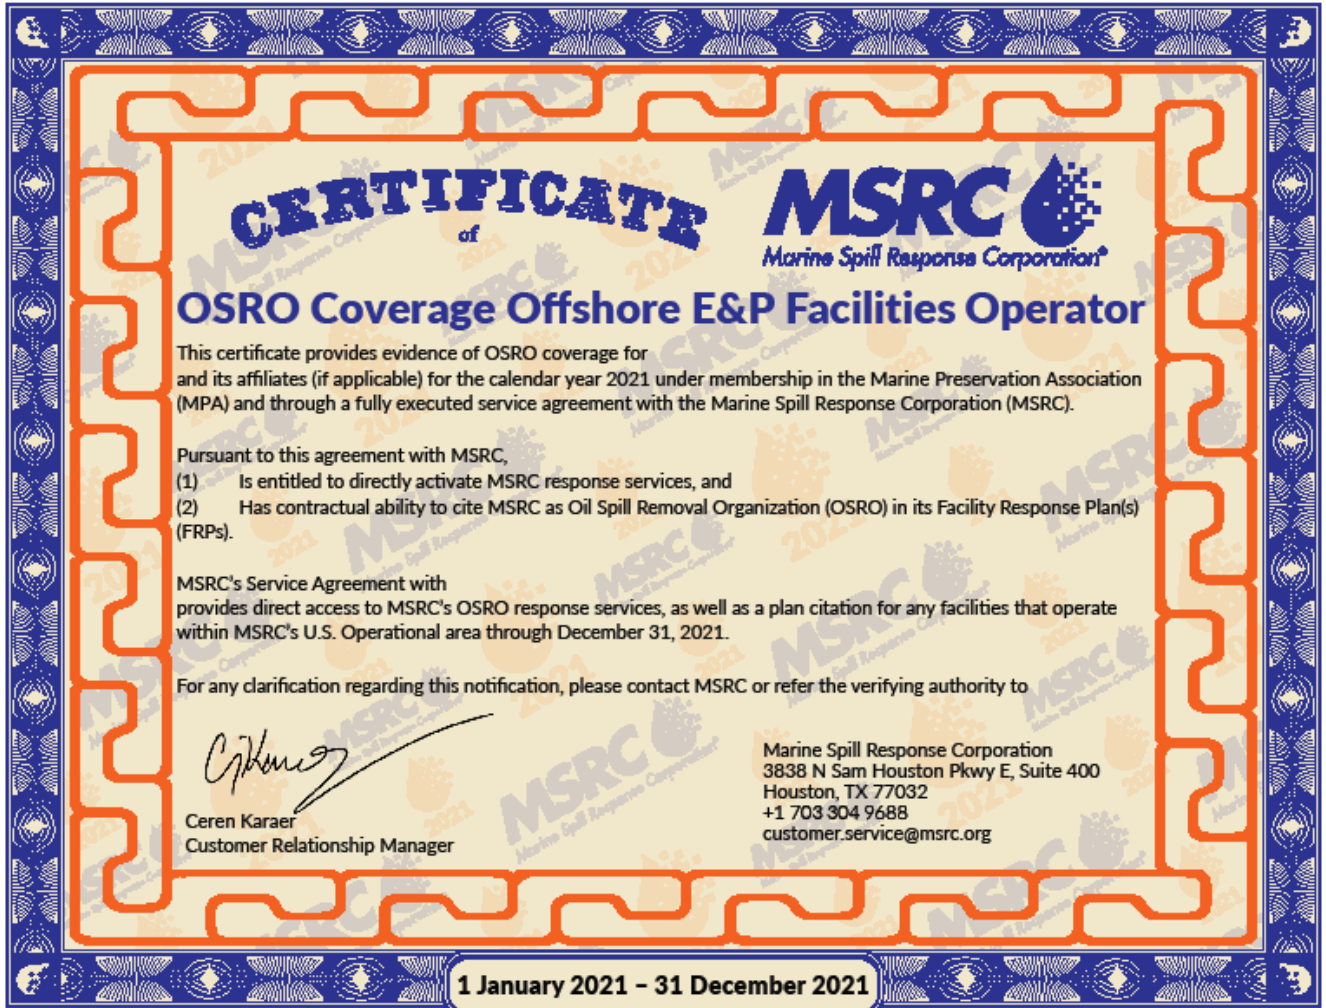 CERTIFICATE
of
MSRC
Marine Spill Response Corporation®
OSRO Coverage Offshore E&P Facilities Operator
This certificate provides evidence of OSRO coverage for
and its affiliates (if applicable) for the calendar year 2021 under membership in the Marine Preservation Association
(MPA) and through a fully executed service agreement with the Marine Spill Response Corporation (MSRC).
Pursuant to this agreement with MSRC,
(1) Is entitled to directly activate MSRC response services, and
(2) Has contractual ability to cite MSRC as Oil Spill Removal Organization (OSRO) in its Facility Response Plan(s)
(FRPs).
MSRC's Service Agreement with
provides direct access to MSRC's OSRO response services, as well as a plan citation for any facilities that operate
within MSRC's U.S. Operational area through December 31, 2021.
For any clarification regarding this notification, please contact MSRC or refer the verifying authority to
Ceren Karaer
Customer Relationship Manager
Marine Spill Response Corporation
3838 N Sam Houston Pkwy E, Suite 400
Houston, TX 77032
+1 703 304 9688
customer.service@msrc.org
1 January 2021 – 31 December 2021